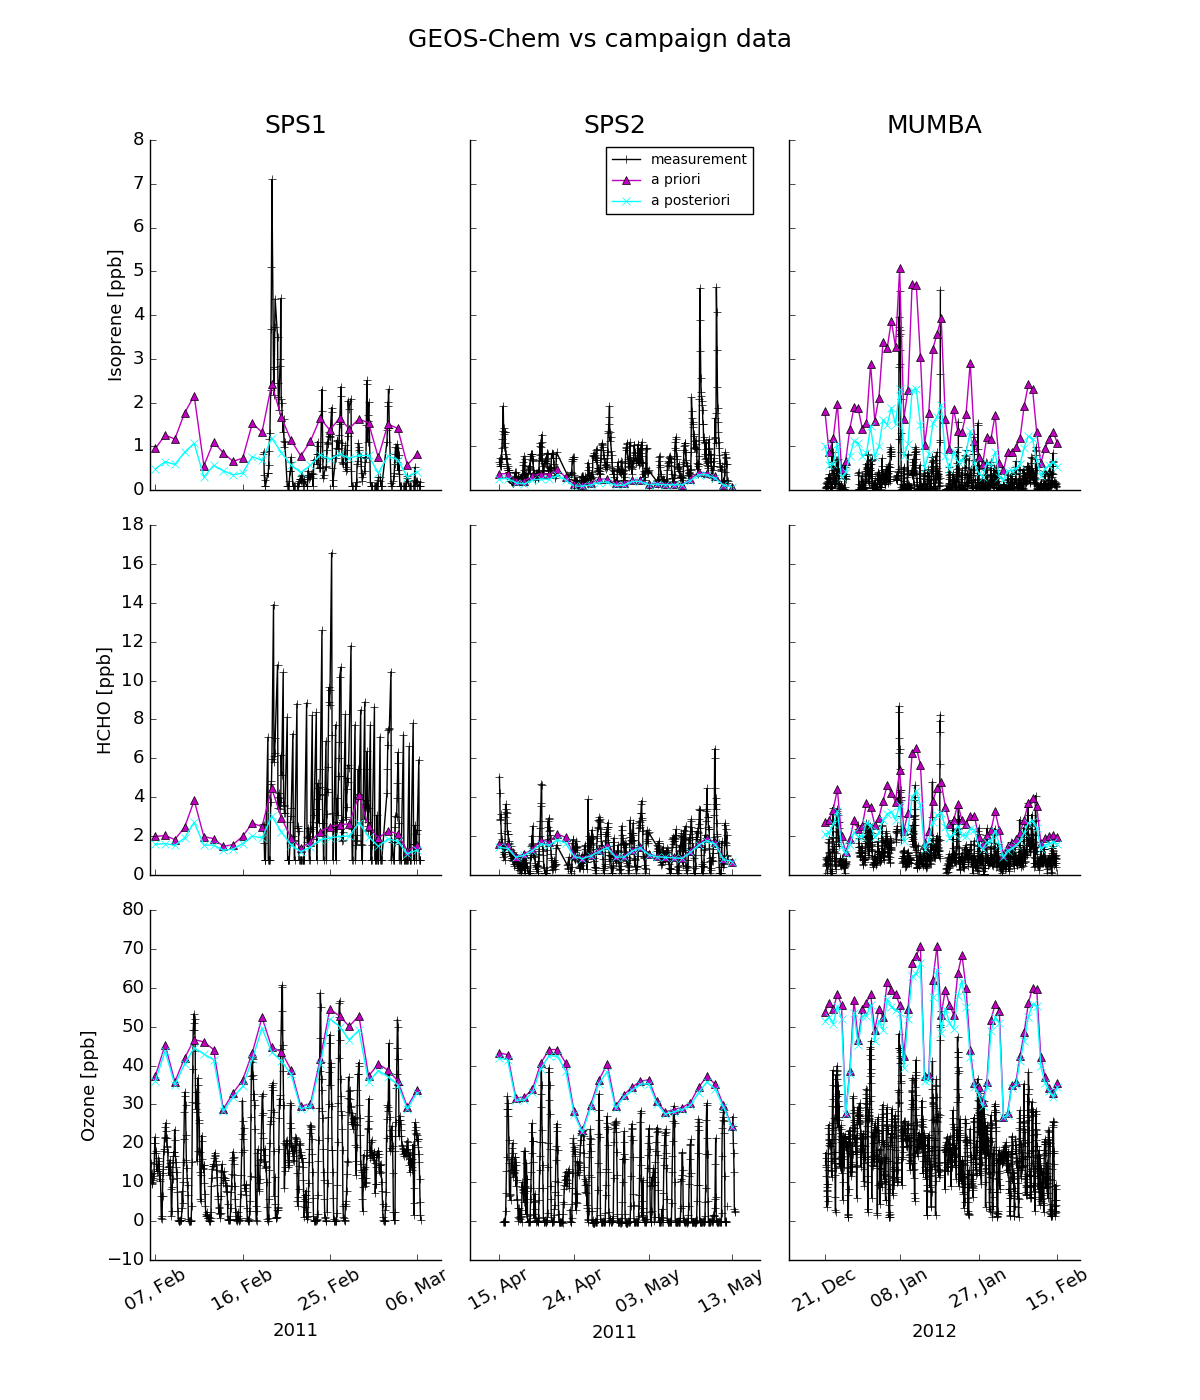 GEOS-Chem vs campaign data
SPS1 SPS2 MUMBA
measurement
a priori
a posteriori
Isoprene [ppb]
8
7
6
5
4
3
2
1
0
HCHO [ppb]
18
16
14
12
10
8
6
4
2
0
Ozone [ppb]
80
70
60
50
40
30
20
10
0
−10
07, Feb 16, Feb 25, Feb 06, Mar 15, Apr 24, Apr 03, May 13, May 21, Dec 08, Jan 27, Jan 15, Feb
2011 2011 2012